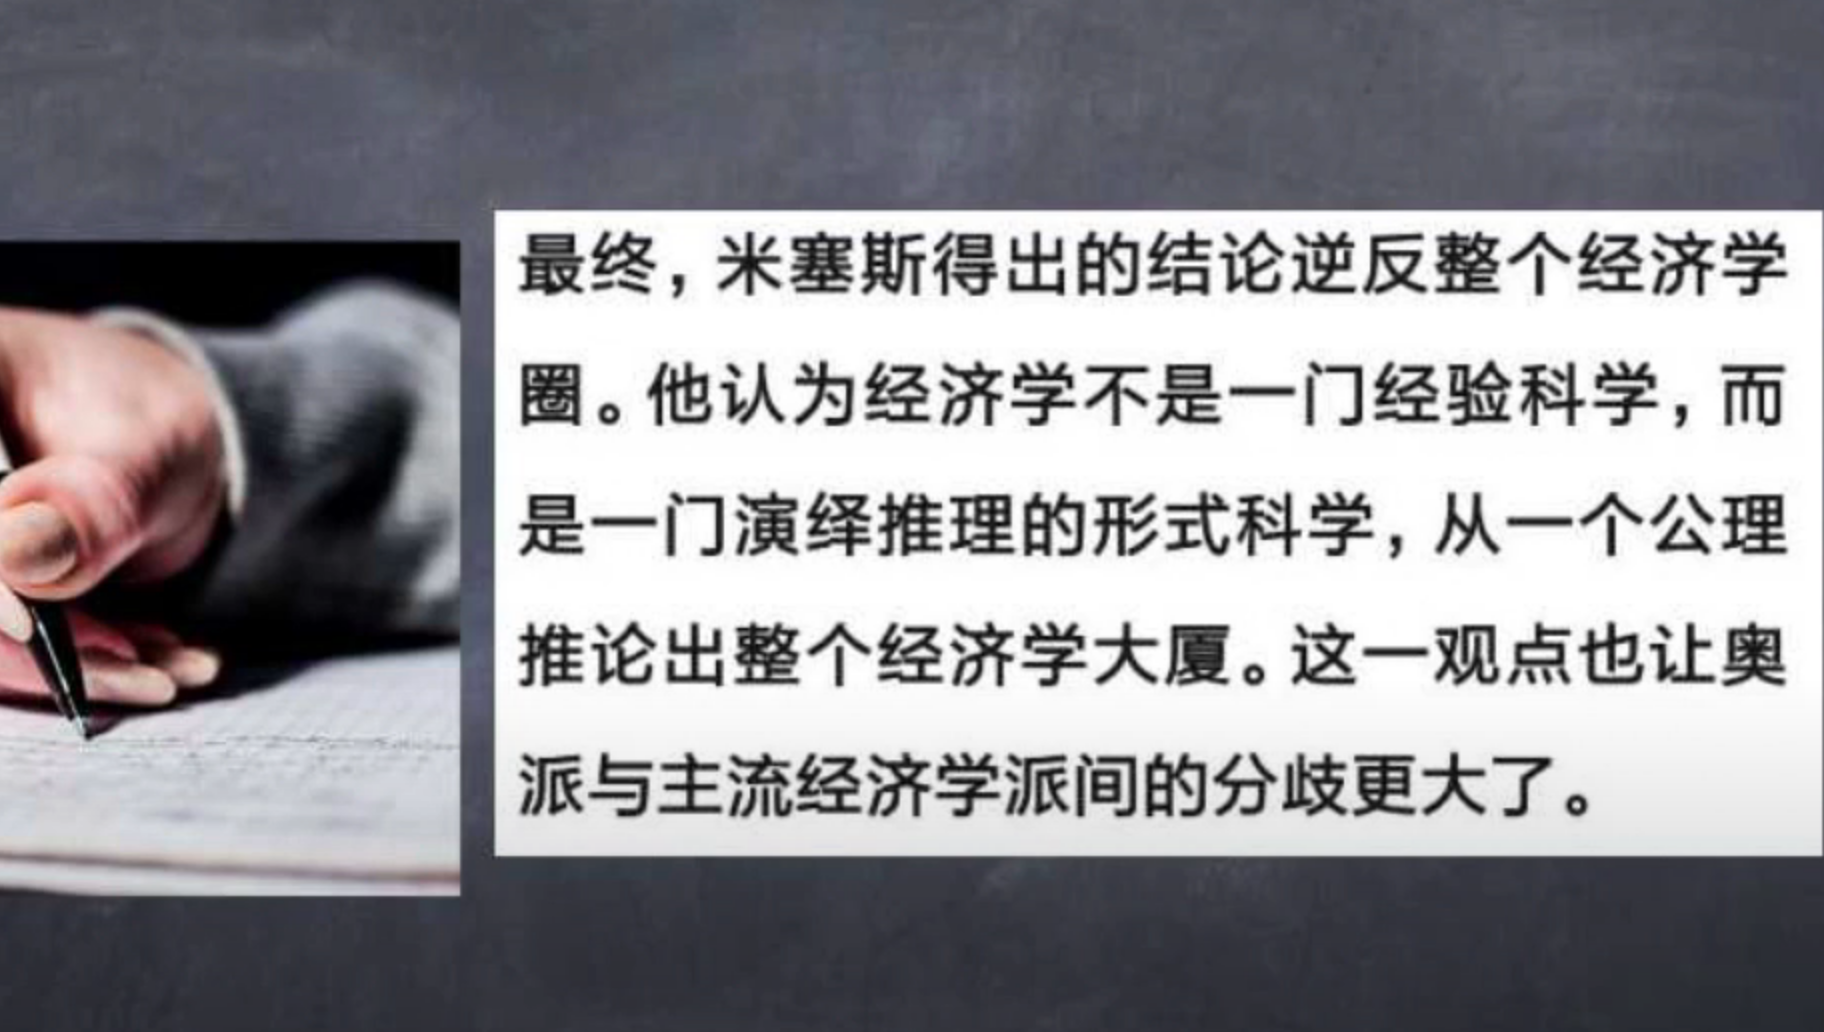 最终，米塞斯得出的结论逆反整个经济学
圈。他认为经济学不是一门经验科学，而
是一门演绎推理的形式科学，从一个公理
推论出整个经济学大厦。这一观点也让奥
派与主流经济学派间的分歧更大了。